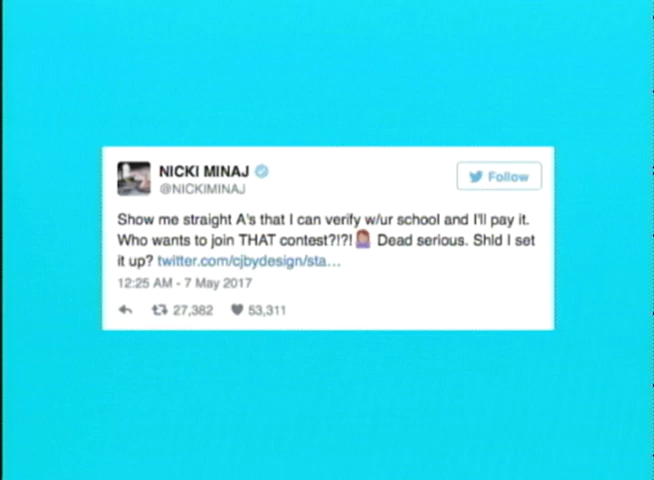 NICKI MINAJ
@NICKIMINAJ
Follow
Show me straight A's that I can verify w/ur school and I'll pay it.
Who wants to join THAT contest?!?! Dead serious. Shld I set
it up? twitter.com/cjbydesign/sta...
12:25 AM - 7 May 2017
27,382 53,311